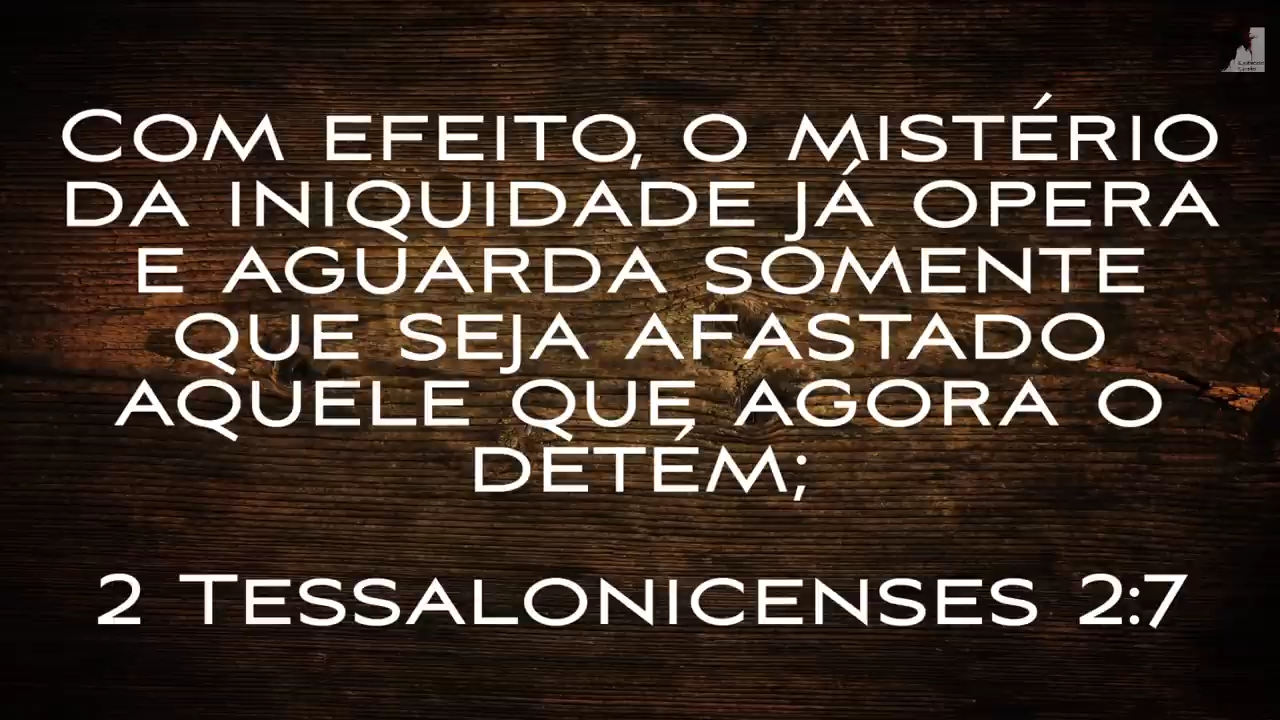 Com efeito, o mistério
da iniquidade já opera
e aguarda somente
que seja afastado
aquele que agora o
detém;
2 Tessalonicenses 2:7